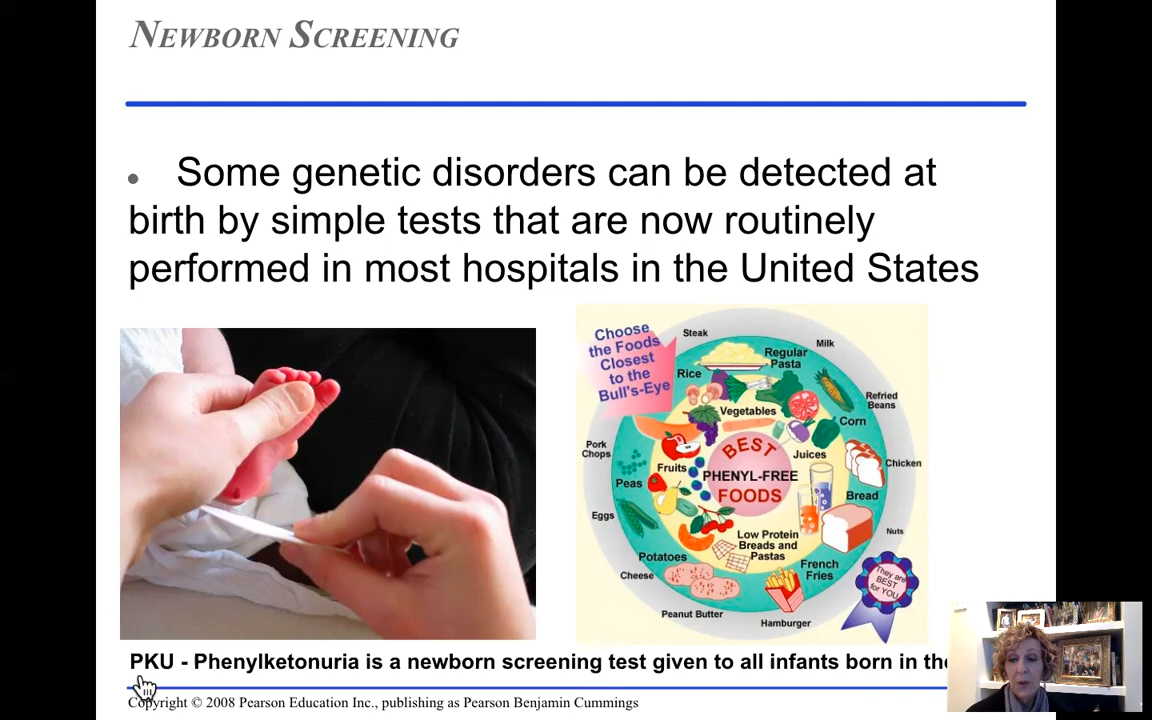 NEWBORN SCREENING
• Some genetic disorders can be detected at
birth by simple tests that are now routinely
performed in most hospitals in the United States
Choose
the Foods
Closest
to the
Bull's-Eye
Steak
Milk
Regular
Pasta
Rice
Refried
Beans
Vegetables
Corn
Pork
Chops
BEST
PHENYL-FREE
FOODS
Juices
Chicken
Fruits
Peas
Bread
Eggs
Nuts
Low Protein
Breads and
Pastas
Potatoes
French
Fries
Cheese
They are
BEST
for YOU
Peanut Butter
Hamburger
PKU - Phenylketonuria is a newborn screening test given to all infants born in the
Copyright © 2008 Pearson Education Inc., publishing as Pearson Benjamin Cummings